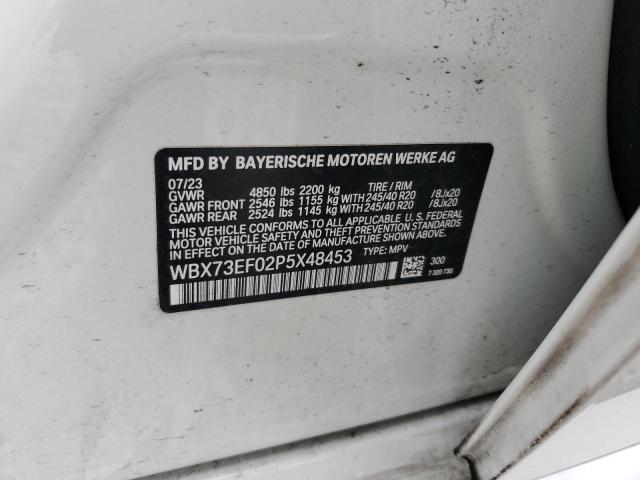 MFD BY BAYERISCHE MOTOREN WERKE AG
07/23
GVWR 4850 lbs 2200 kg TIRE / RIM
GAWR FRONT 2546 lbs 1155 kg WITH 245/40 R20 /8Jx20
GAWR REAR 2524 lbs 1145 kg WITH 245/40 R20 /8Jx20
THIS VEHICLE CONFORMS TO ALL APPLICABLE U.S. FEDERAL
MOTOR VEHICLE SAFETY AND THEFT PREVENTION STANDARDS
IN EFFECT ON THE DATE OF MANUFACTURE SHOWN ABOVE.
WBX73EF02P5X48453 TYPE: MPV
300
7 320 730